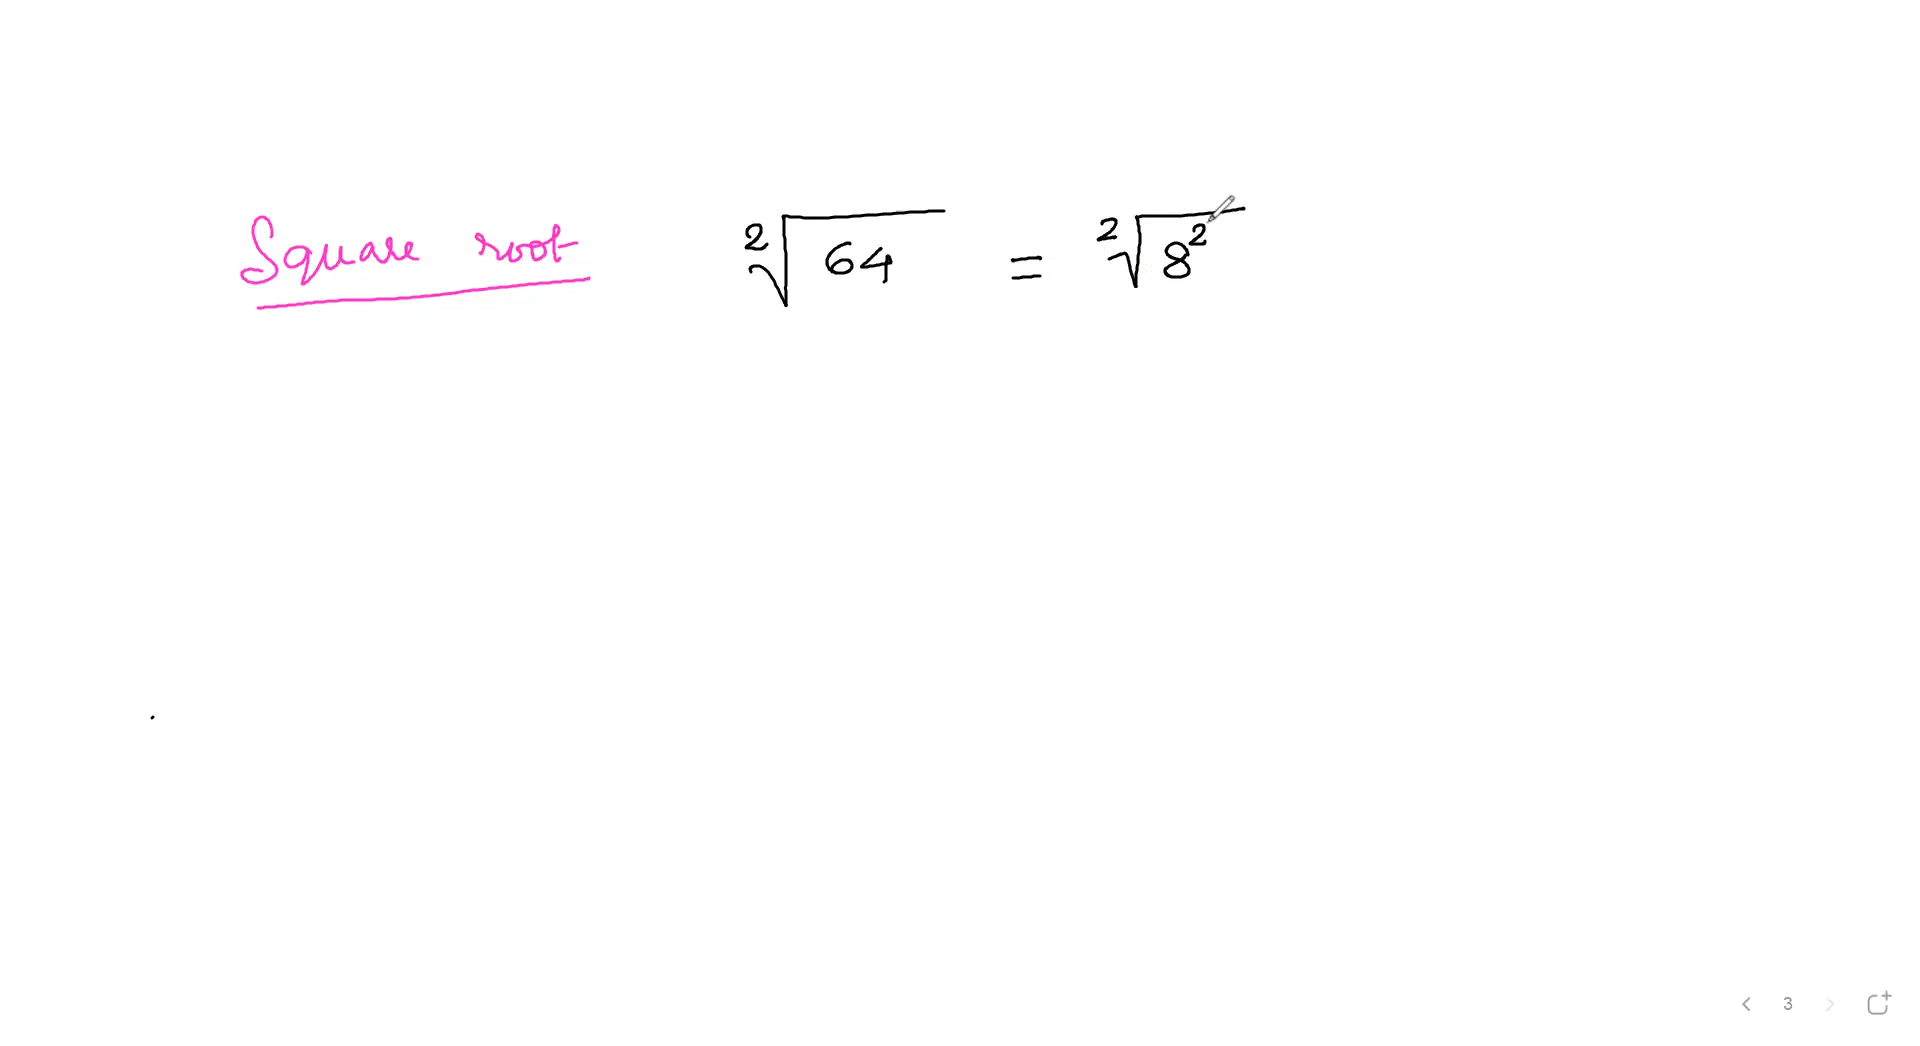 Square root ²√64 = ²√8²
3